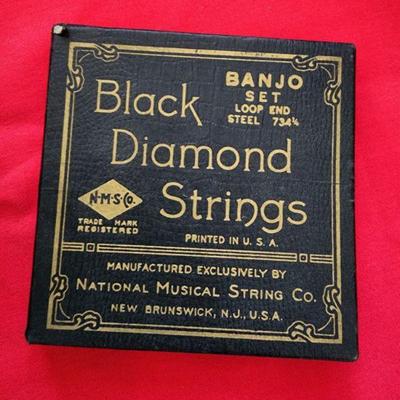 BANJO
SET
LOOP END
STEEL 734¼
Black
Diamond
Strings
N·M·S·Co.
TRADE MARK
REGISTERED
PRINTED IN U. S. A.
MANUFACTURED EXCLUSIVELY BY
NATIONAL MUSICAL STRING CO.
NEW BRUNSWICK, N.J., U.S.A.